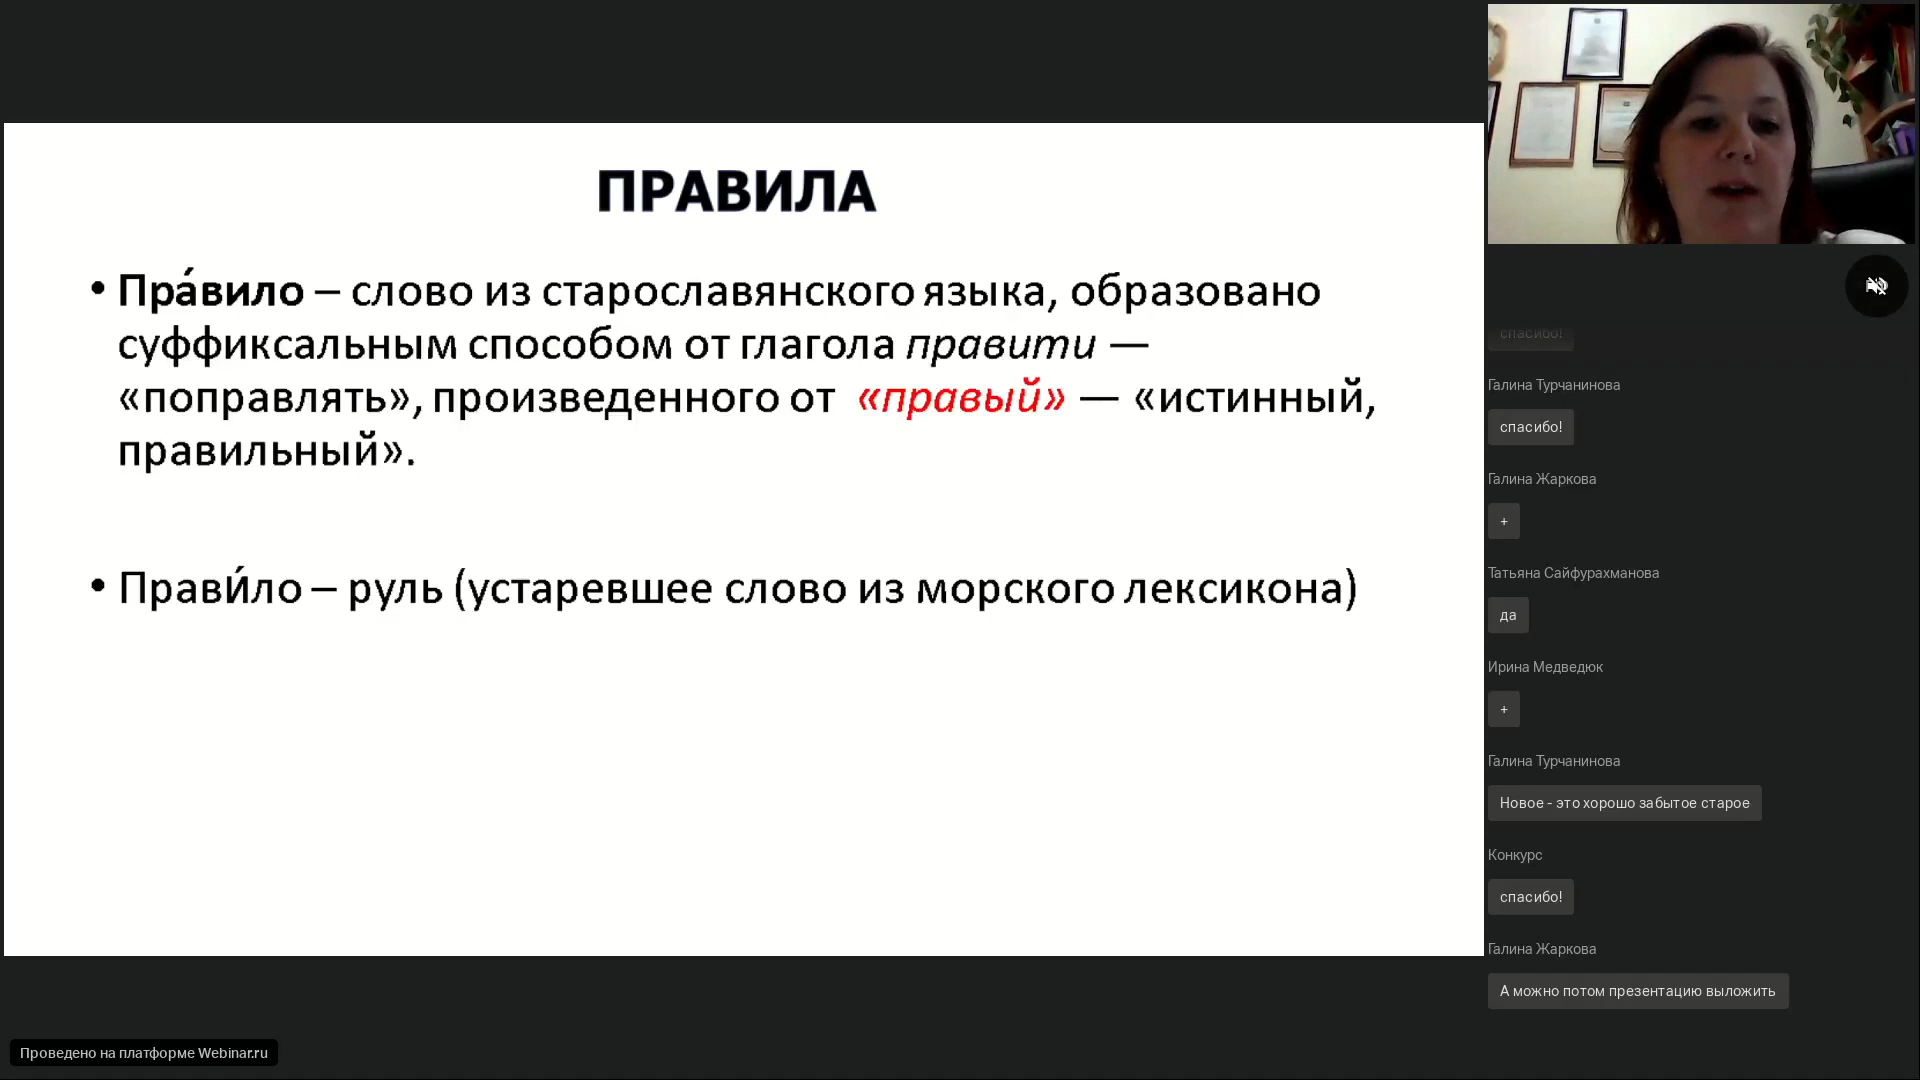 ПРАВИЛА
• Пра́вило – слово из старославянского языка, образовано
суффиксальным способом от глагола правити —
«поправлять», произведенного от «правый» — «истинный,
правильный».
• Прави́ло – руль (устаревшее слово из морского лексикона)
спасибо!
Галина Турчанинова
спасибо!
Галина Жаркова
+
Татьяна Сайфурахманова
да
Ирина Медведюк
+
Галина Турчанинова
Новое - это хорошо забытое старое
Конкурс
спасибо!
Галина Жаркова
А можно потом презентацию выложить
Проведено на платформе Webinar.ru